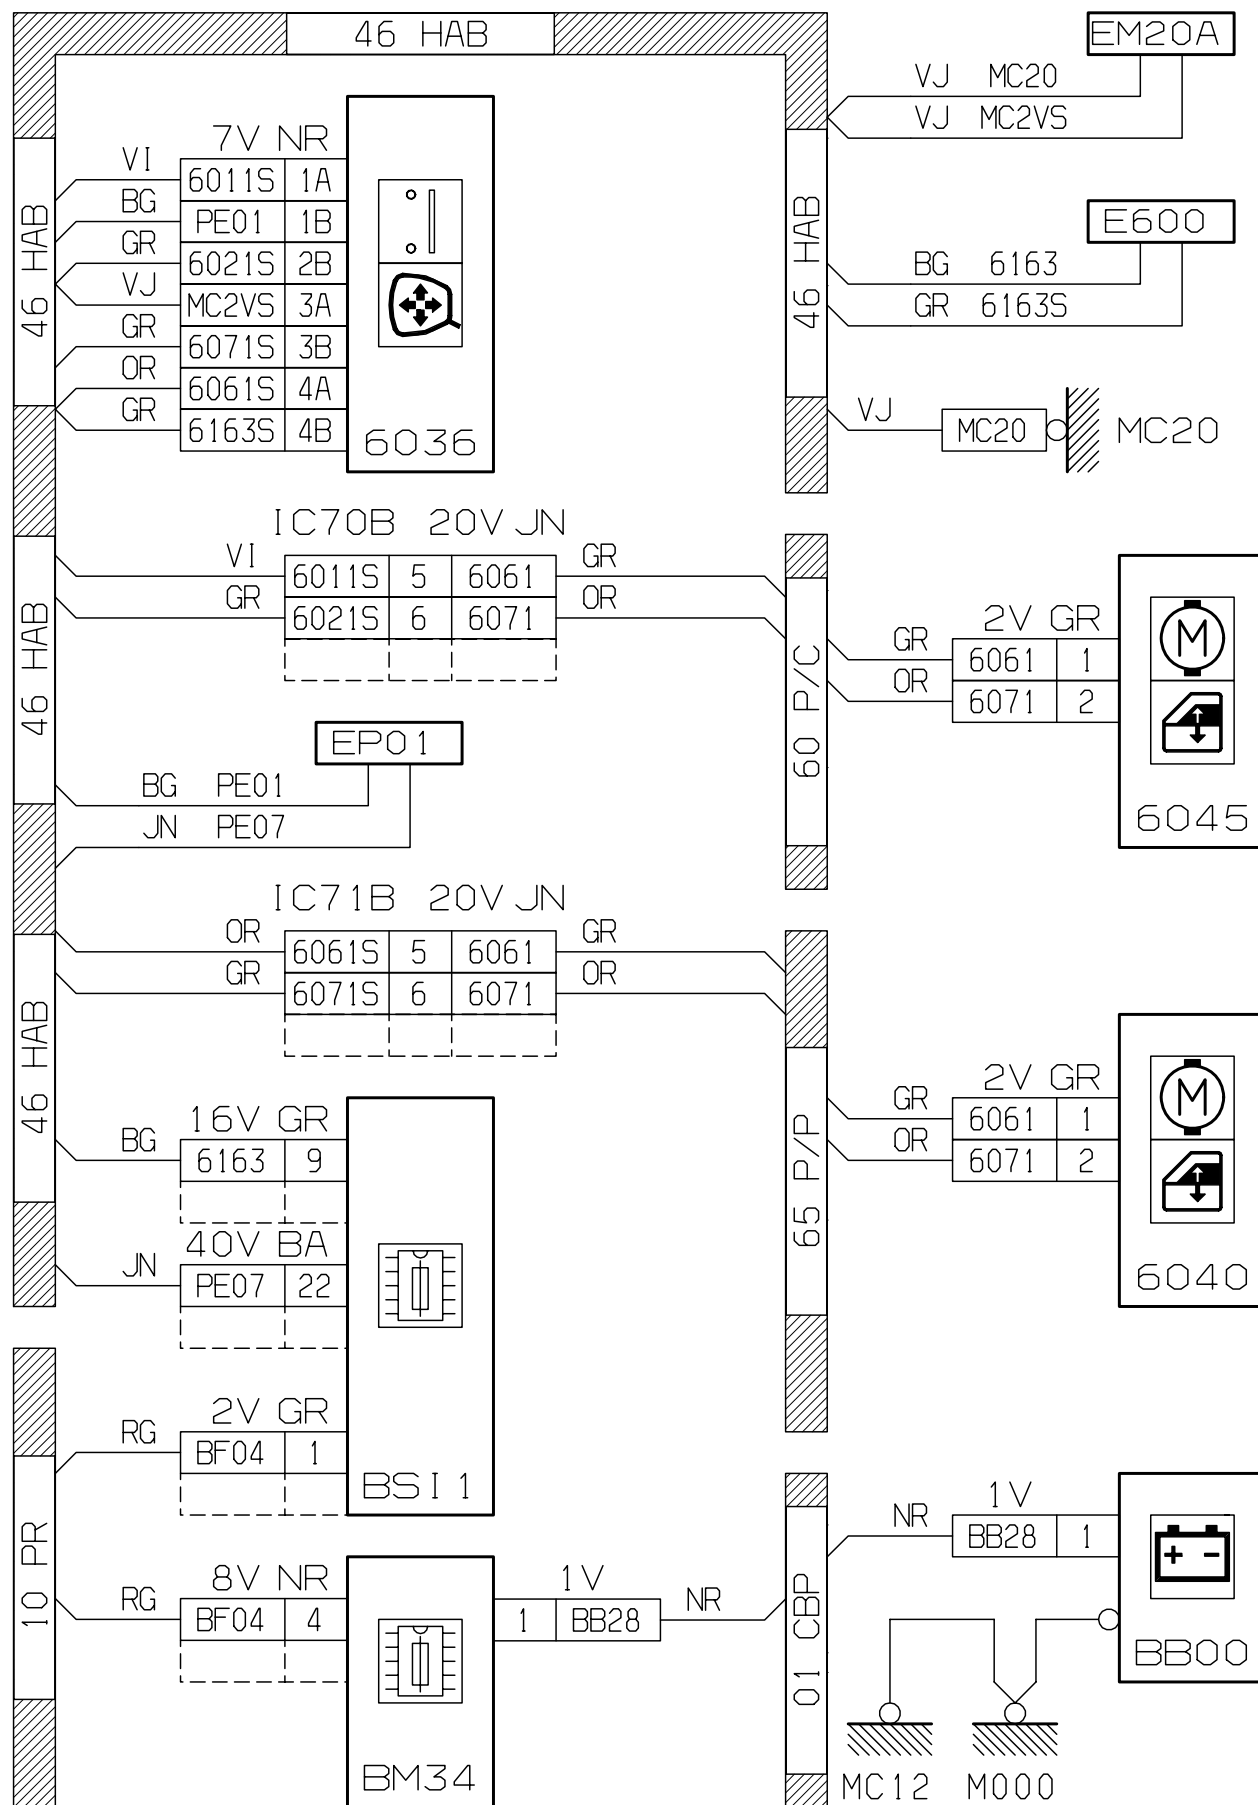 46 HAB
EM20A
VJ MC20
VJ MC2VS
7V NR
VI 6011S 1A
BG PE01 1B
GR 6021S 2B
VJ MC2VS 3A
GR 6071S 3B
OR 6061S 4A
GR 6163S 4B
6036
46 HAB
46 HAB
E600
BG 6163
GR 6163S
VJ MC20 MC20
IC70B 20V JN
VI 6011S 5 6061 GR
GR 6021S 6 6071 OR
46 HAB
60 P/C
2V GR
GR 6061 1
OR 6071 2
M
6045
EP01
BG PE01
JN PE07
IC71B 20V JN
OR 6061S 5 6061 GR
GR 6071S 6 6071 OR
46 HAB
65 P/P
2V GR
GR 6061 1
OR 6071 2
M
6040
16V GR
BG 6163 9
40V BA
JN PE07 22
2V GR
RG BF04 1
BSI1
10 PR
8V NR
RG BF04 4
BM34
1V
1 BB28 NR
01 CBP
1V
NR BB28 1
+ -
BB00
MC12 M000